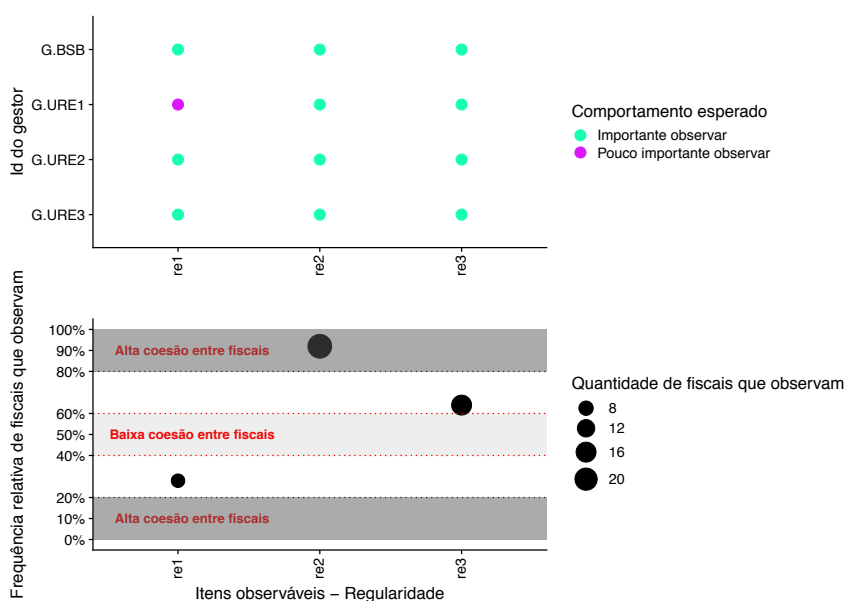 Id do gestor
G.BSB
G.URE1
G.URE2
G.URE3
re1
re2
re3
Comportamento esperado
Importante observar
Pouco importante observar
Frequência relativa de fiscais que observam
100%
90%
80%
60%
50%
40%
20%
10%
0%
Alta coesão entre fiscais
Baixa coesão entre fiscais
Alta coesão entre fiscais
re1
re2
re3
Itens observáveis − Regularidade
Quantidade de fiscais que observam
8
12
16
20